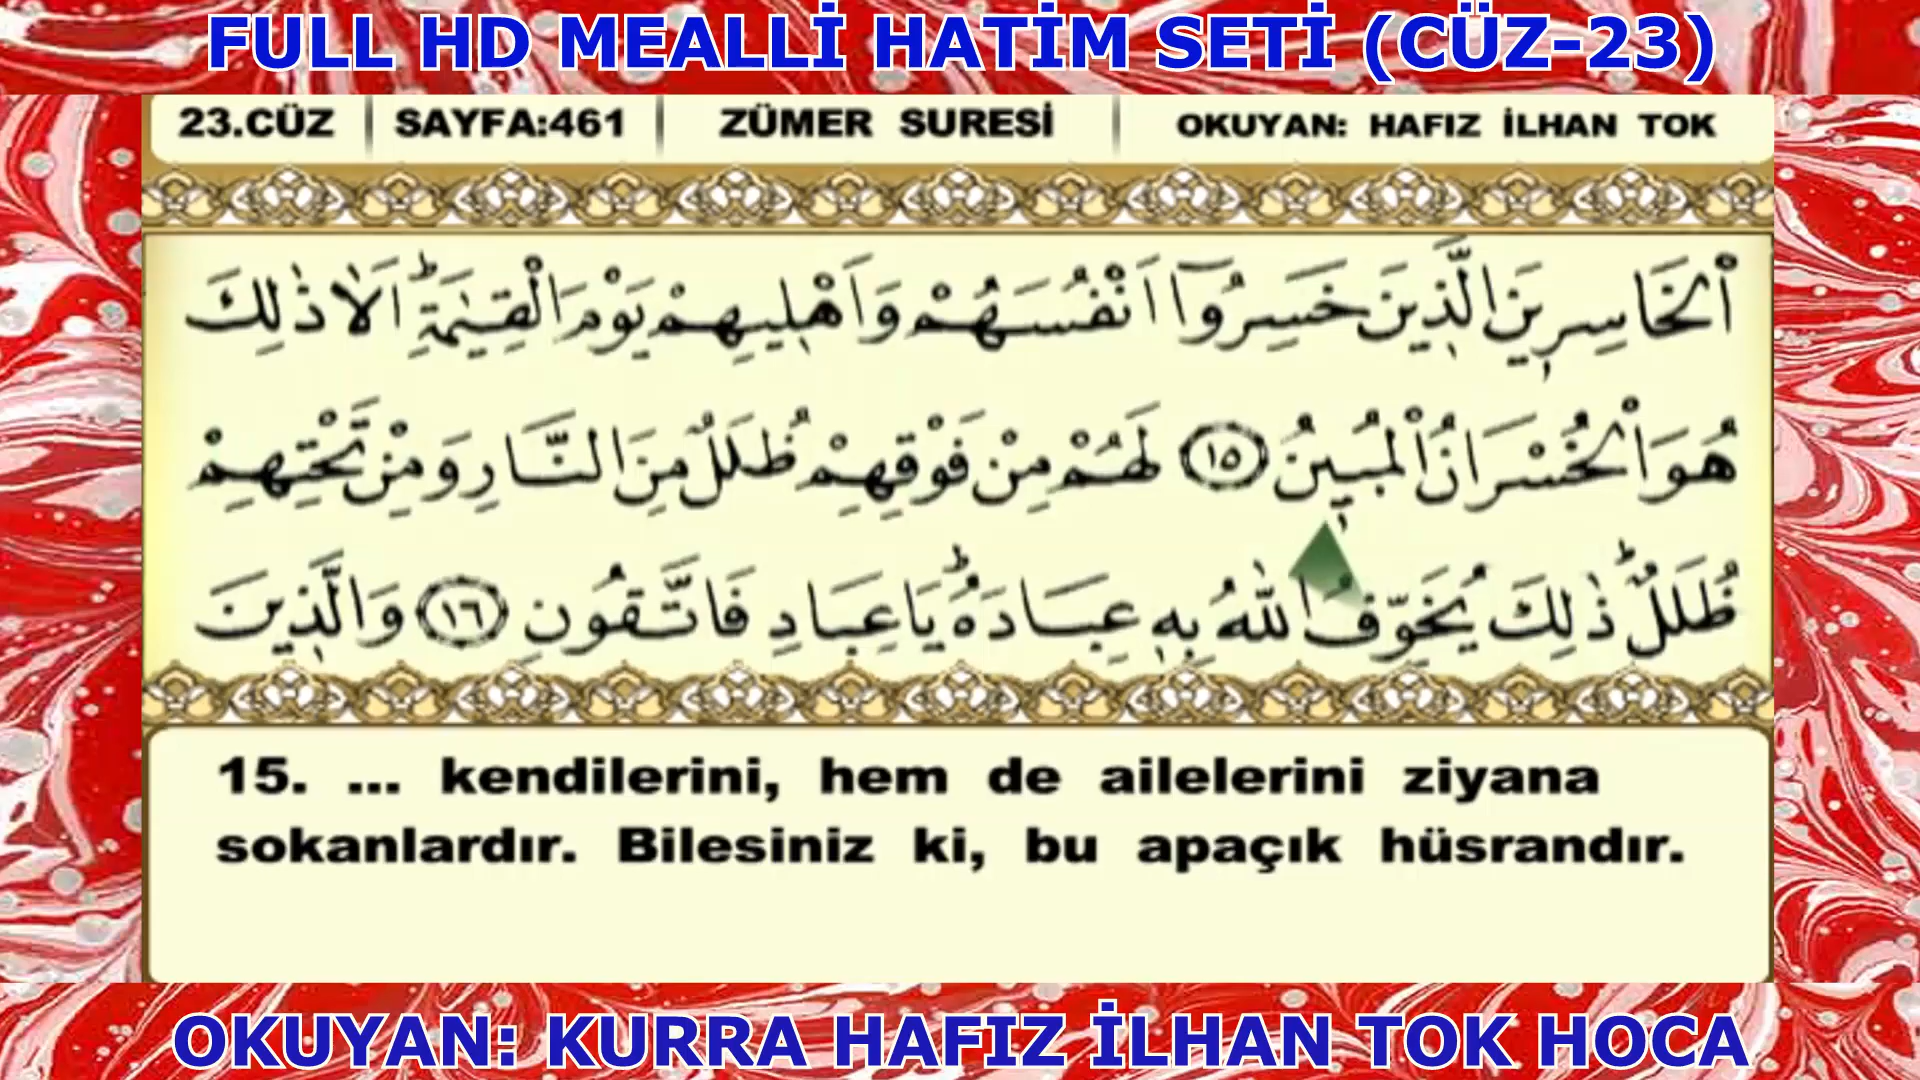 FULL HD MEALLİ HATİM SETİ (CÜZ-23)
23.CÜZ | SAYFA:461 | ZÜMER SURESİ | OKUYAN: HAFIZ İLHAN TOK
اَلْخَاسِرٖينَ الَّذٖينَ خَسِرُٓوا اَنْفُسَهُمْ وَاَهْلٖيهِمْ يَوْمَ الْقِيٰمَةِؕ اَلَا ذٰلِكَ
هُوَ الْخُسْرَانُ الْمُبٖينُ ﴿١٥﴾ لَهُمْ مِنْ فَوْقِهِمْ ظُلَلٌ مِنَ النَّارِ وَمِنْ تَحْتِهِمْ
ظُلَلٌؕ ذٰلِكَ يُخَوِّفُ اللّٰهُ بِهٖ عِبَادَهُؕ يَا عِبَادِ فَاتَّقُونِ ﴿١٦﴾ وَالَّذٖينَ
15. ... kendilerini, hem de ailelerini ziyana
sokanlardır. Bilesiniz ki, bu apaçık hüsrandır.
OKUYAN: KURRA HAFIZ İLHAN TOK HOCA